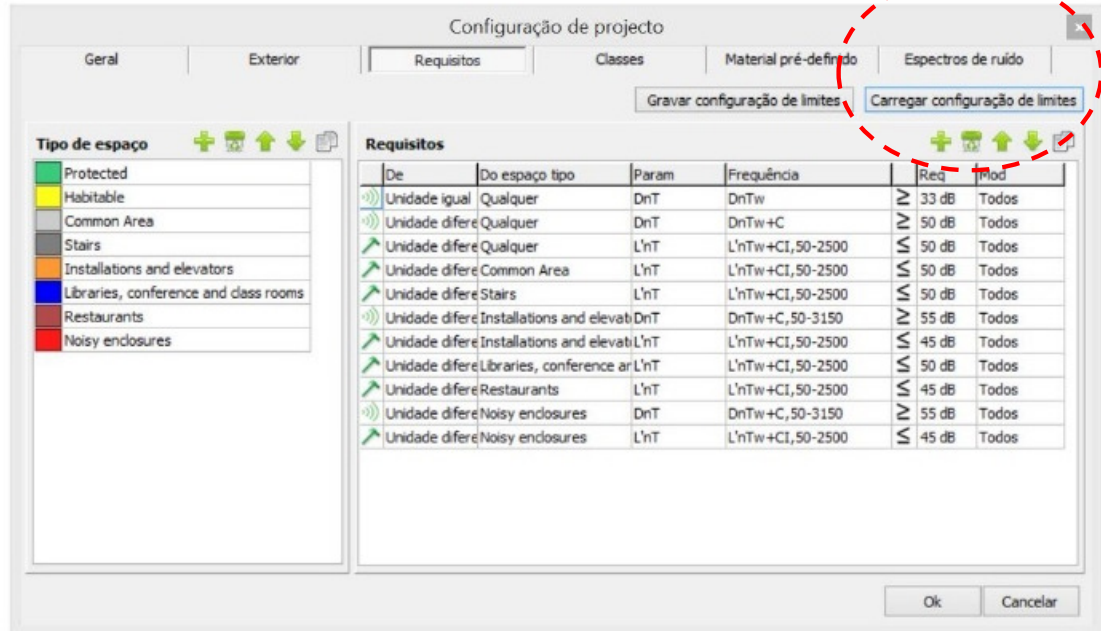 Configuração de projecto
Geral Exterior Requisitos Classes Material pré-definido Espectros de ruído
Gravar configuração de limites Carregar configuração de limites
Tipo de espaço
Protected
Habitable
Common Area
Stairs
Installations and elevators
Libraries, conference and class rooms
Restaurants
Noisy enclosures
Requisitos
De Do espaço tipo Param Frequência Req Mod
Unidade igual Qualquer DnT DnTw ≥ 33 dB Todos
Unidade difere Qualquer DnT DnTw+C ≥ 50 dB Todos
Unidade difere Qualquer L'nT L'nTw+CI,50-2500 ≤ 50 dB Todos
Unidade difere Common Area L'nT L'nTw+CI,50-2500 ≤ 50 dB Todos
Unidade difere Stairs L'nT L'nTw+CI,50-2500 ≤ 50 dB Todos
Unidade difere Installations and elevati DnT DnTw+C,50-3150 ≥ 55 dB Todos
Unidade difere Installations and elevati L'nT L'nTw+CI,50-2500 ≤ 45 dB Todos
Unidade difere Libraries, conference ar L'nT L'nTw+CI,50-2500 ≤ 50 dB Todos
Unidade difere Restaurants L'nT L'nTw+CI,50-2500 ≤ 45 dB Todos
Unidade difere Noisy enclosures DnT DnTw+C,50-3150 ≥ 55 dB Todos
Unidade difere Noisy enclosures L'nT L'nTw+CI,50-2500 ≤ 45 dB Todos
Ok Cancelar